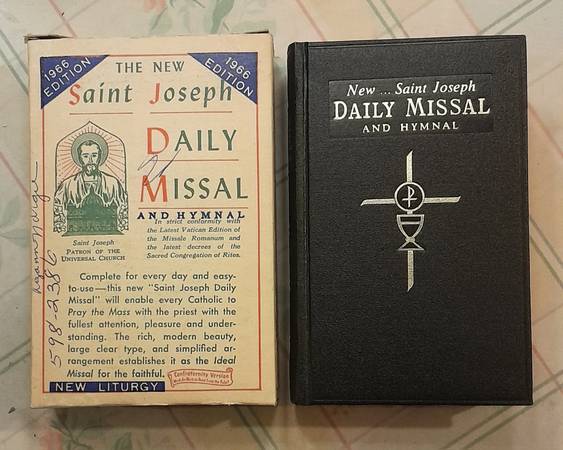 1966
EDITION
1966
EDITION
THE NEW
Saint Joseph
DAILY
MISSAL
AND HYMNAL
In strict conformity with
the Latest Vatican Edition of
the Missale Romanum and
the latest decrees of the
Sacred Congregation of Rites.
Saint Joseph
PATRON OF THE
UNIVERSAL CHURCH
Complete for every day and easy-
to-use—this new "Saint Joseph Daily
Missal" will enable every Catholic to
Pray the Mass with the priest with the
fullest attention, pleasure and under-
standing. The rich, modern beauty,
large clear type, and simplified ar-
rangement establishes it as the Ideal
Missal for the faithful.
Confraternity Version
NEW LITURGY
598-2386
New ... Saint Joseph
DAILY MISSAL
AND HYMNAL